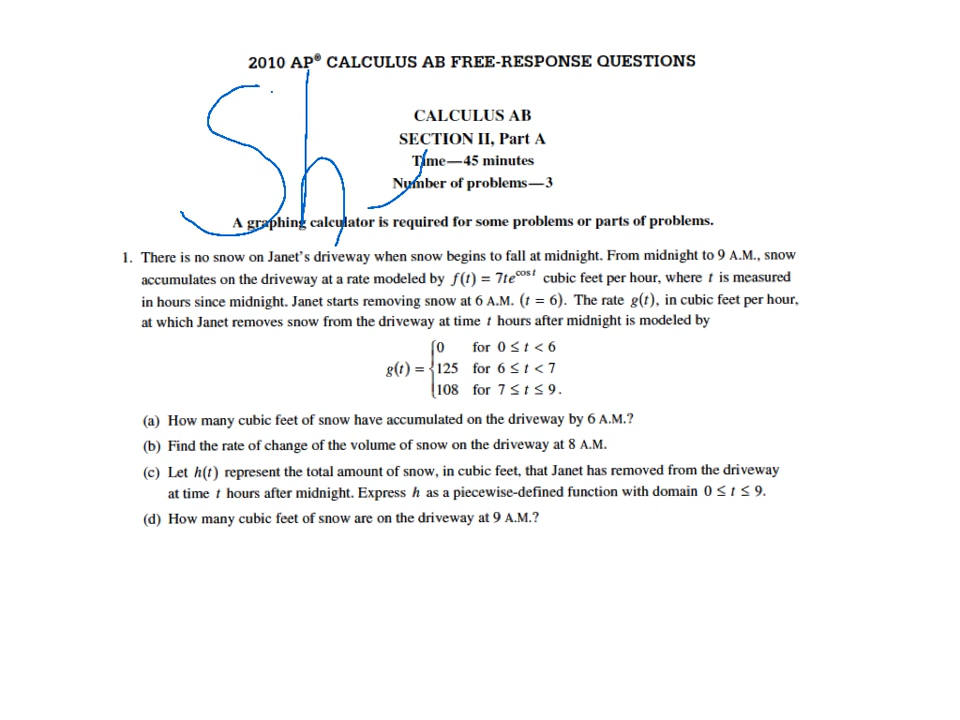 2010 AP® CALCULUS AB FREE-RESPONSE QUESTIONS
Sh
CALCULUS AB
SECTION II, Part A
Time—45 minutes
Number of problems—3
A graphing calculator is required for some problems or parts of problems.
1. There is no snow on Janet's driveway when snow begins to fall at midnight. From midnight to 9 A.M., snow
accumulates on the driveway at a rate modeled by f(t) = 7te^cos t cubic feet per hour, where t is measured
in hours since midnight. Janet starts removing snow at 6 A.M. (t = 6). The rate g(t), in cubic feet per hour,
at which Janet removes snow from the driveway at time t hours after midnight is modeled by
0 for 0 ≤ t < 6
g(t) = { 125 for 6 ≤ t < 7
108 for 7 ≤ t ≤ 9.
(a) How many cubic feet of snow have accumulated on the driveway by 6 A.M.?
(b) Find the rate of change of the volume of snow on the driveway at 8 A.M.
(c) Let h(t) represent the total amount of snow, in cubic feet, that Janet has removed from the driveway
at time t hours after midnight. Express h as a piecewise-defined function with domain 0 ≤ t ≤ 9.
(d) How many cubic feet of snow are on the driveway at 9 A.M.?